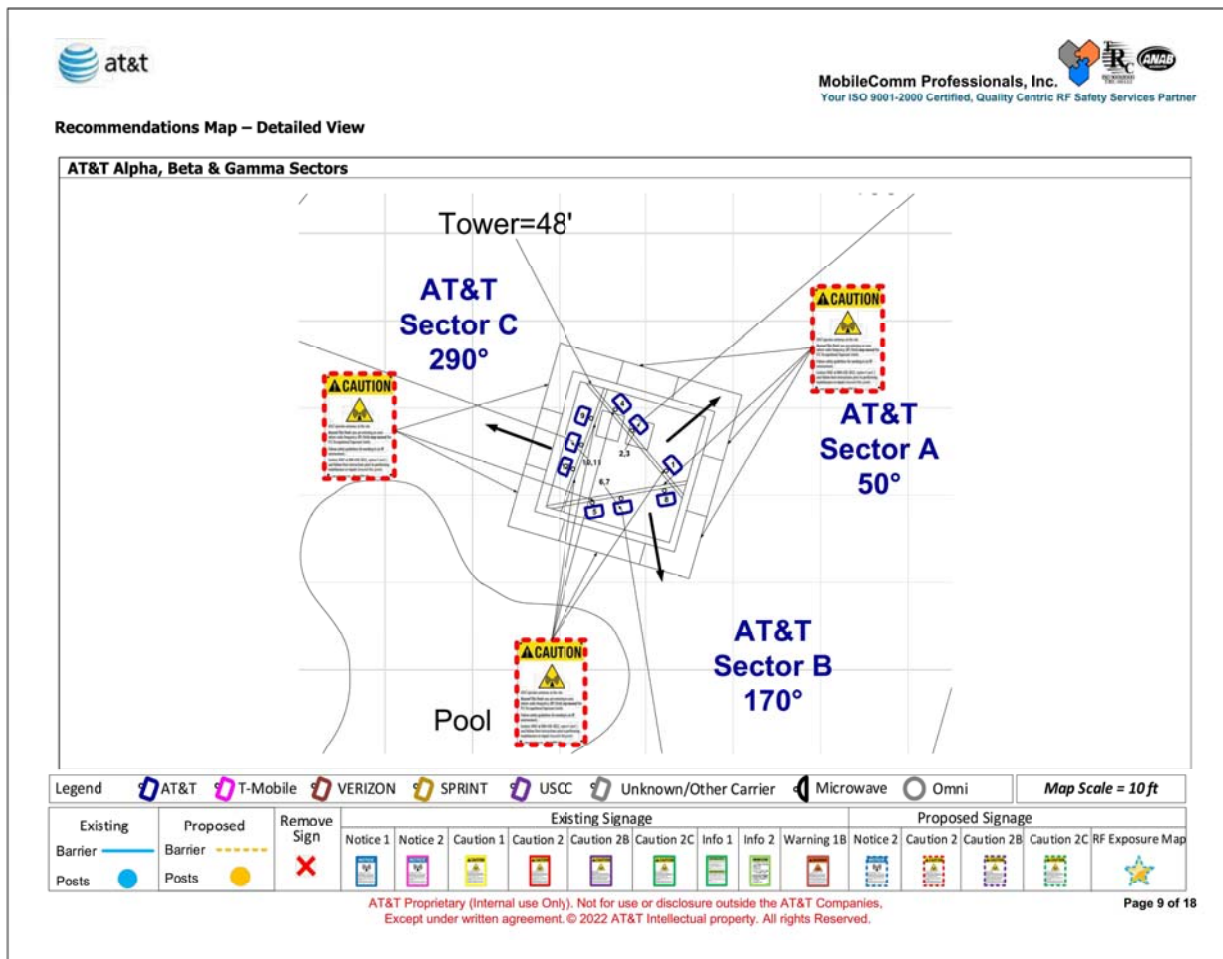 at&t
TRC
ANAB
MobileComm Professionals, Inc.
Your ISO 9001-2000 Certified, Quality Centric RF Safety Services Partner
Recommendations Map – Detailed View
AT&T Alpha, Beta & Gamma Sectors
Tower=48'
AT&T
Sector C
290°
CAUTION
CAUTION
AT&T
Sector A
50°
2,3
10,11
6,7
CAUTION
AT&T
Sector B
170°
Pool
Legend AT&T T-Mobile VERIZON SPRINT USCC Unknown/Other Carrier Microwave Omni Map Scale = 10 ft
Existing Proposed Remove Sign Existing Signage Proposed Signage
Barrier Barrier Notice 1 Notice 2 Caution 1 Caution 2 Caution 2B Caution 2C Info 1 Info 2 Warning 1B Notice 2 Caution 2 Caution 2B Caution 2C RF Exposure Map
Posts Posts
AT&T Proprietary (Internal use Only). Not for use or disclosure outside the AT&T Companies,
Except under written agreement. © 2022 AT&T Intellectual property. All rights Reserved.
Page 9 of 18